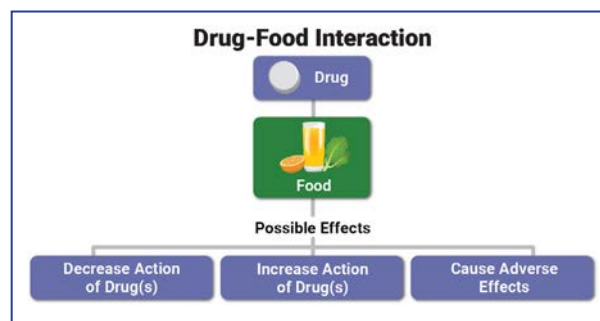 Drug-Food Interaction
Drug
Food
Possible Effects
Decrease Action
of Drug(s)
Increase Action
of Drug(s)
Cause Adverse
Effects